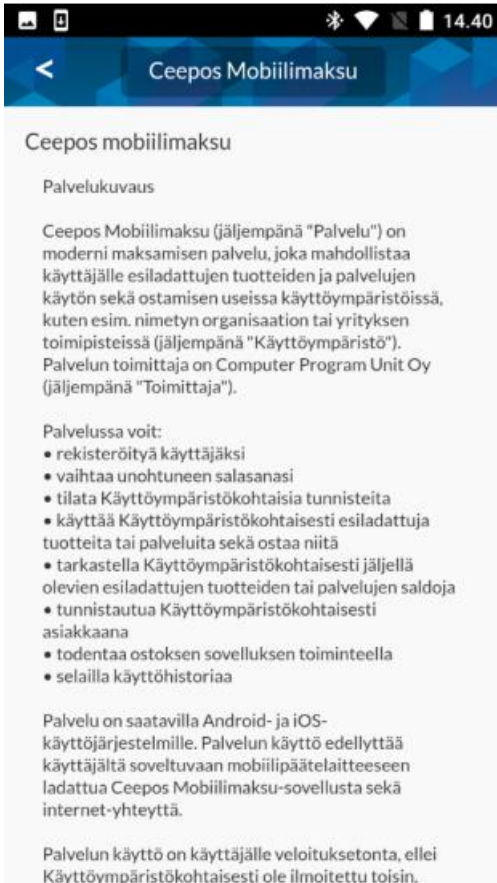 14.40
< Ceepos Mobiilimaksu
Ceepos mobiilimaksu
Palvelukuvaus
Ceepos Mobiilimaksu (jäljempänä "Palvelu") on
moderni maksamisen palvelu, joka mahdollistaa
käyttäjälle esiladattujen tuotteiden ja palvelujen
käytön sekä ostamisen useissa käyttöympäristöissä,
kuten esim. nimetyn organisaation tai yrityksen
toimipisteissä (jäljempänä "Käyttöympäristö").
Palvelun toimittaja on Computer Program Unit Oy
(jäljempänä "Toimittaja").
Palvelussa voit:
• rekisteröityä käyttäjäksi
• vaihtaa unohtuneen salasanasi
• tilata Käyttöympäristökohtaisia tunnisteita
• käyttää Käyttöympäristökohtaisesti esiladattuja
tuotteita tai palveluita sekä ostaa niitä
• tarkastella Käyttöympäristökohtaisesti jäljellä
olevien esiladattujen tuotteiden tai palvelujen saldoja
• tunnistautua Käyttöympäristökohtaisesti
asiakkaana
• todentaa ostoksen sovelluksen toiminteella
• selailla käyttöhistoriaa
Palvelu on saatavilla Android- ja iOS-
käyttöjärjestelmille. Palvelun käyttö edellyttää
käyttäjältä soveltuvaan mobiilipäätelaitteeseen
ladattua Ceepos Mobiilimaksu-sovellusta sekä
internet-yhteyttä.
Palvelun käyttö on käyttäjälle veloituksetonta, ellei
Käyttöympäristökohtaisesti ole ilmoitettu toisin.